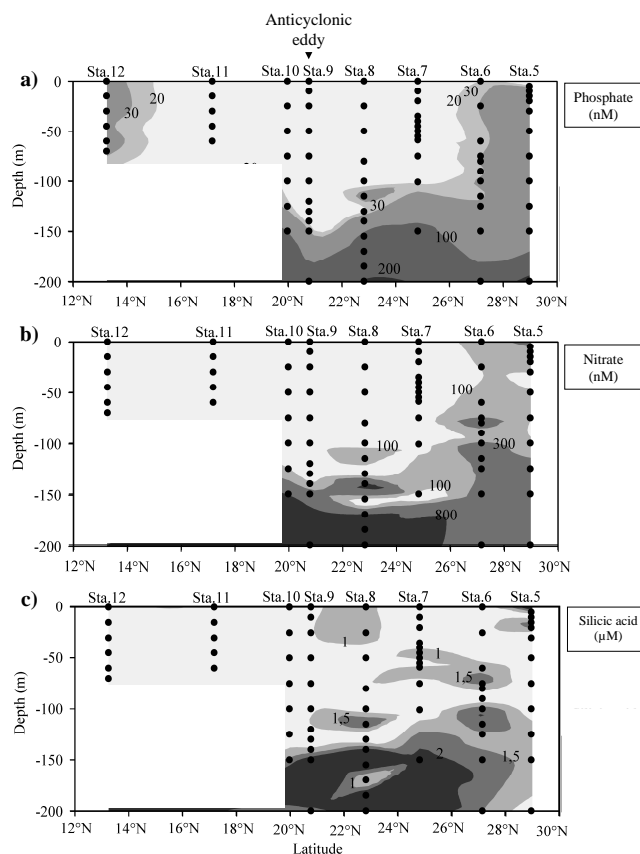 Anticyclonic
eddy
a)
Sta.12 Sta.11 Sta.10 Sta.9 Sta.8 Sta.7 Sta.6 Sta.5
0
-50
-100
-150
-200
Depth (m)
20
30
20
30
30
100
200
Phosphate
(nM)
12°N 14°N 16°N 18°N 20°N 22°N 24°N 26°N 28°N 30°N
b)
Sta.12 Sta.11 Sta.10 Sta.9 Sta.8 Sta.7 Sta.6 Sta.5
0
-50
-100
-150
-200
Depth (m)
100
300
100
100
800
Nitrate
(nM)
12°N 14°N 16°N 18°N 20°N 22°N 24°N 26°N 28°N 30°N
c)
Sta.12 Sta.11 Sta.10 Sta.9 Sta.8 Sta.7 Sta.6 Sta.5
0
-50
-100
-150
-200
Depth (m)
1
1
1,5
1,5
2
1,5
1
Silicic acid
(µM)
12°N 14°N 16°N 18°N 20°N 22°N 24°N 26°N 28°N 30°N
Latitude